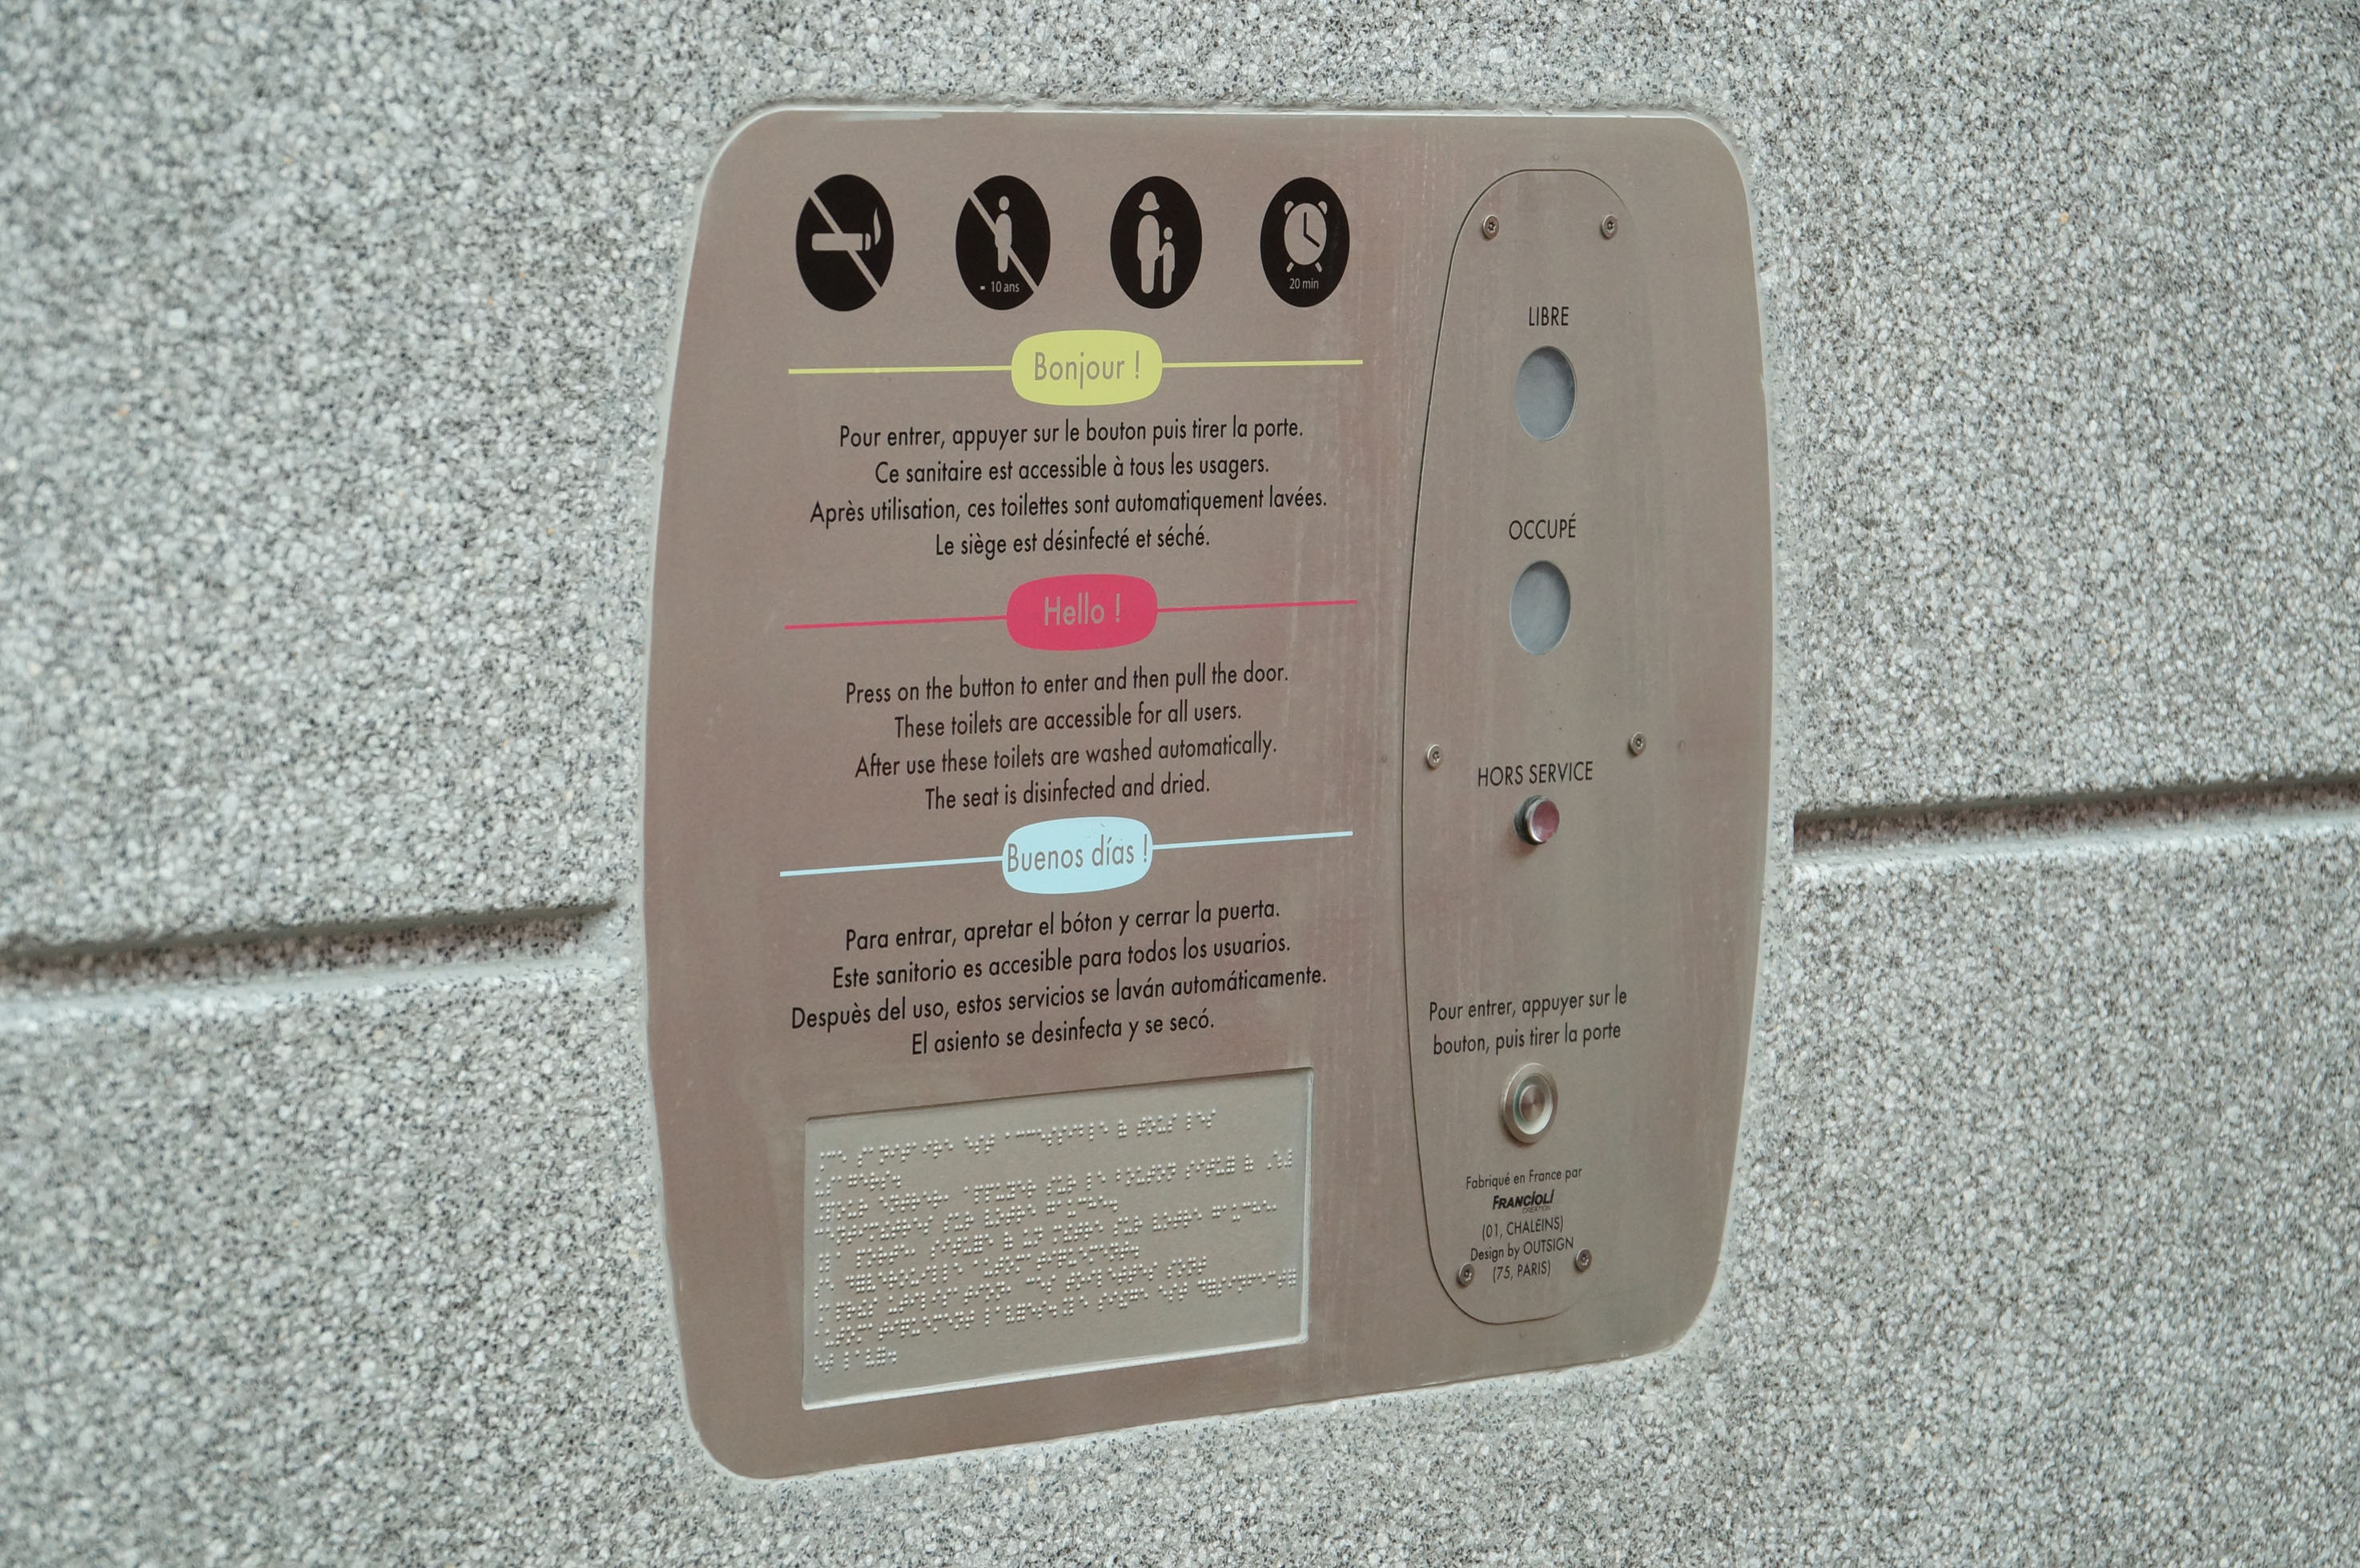 - 10 ans
20 min
Bonjour !
Pour entrer, appuyer sur le bouton puis tirer la porte.
Ce sanitaire est accessible à tous les usagers.
Après utilisation, ces toilettes sont automatiquement lavées.
Le siège est désinfecté et séché.
Hello !
Press on the button to enter and then pull the door.
These toilets are accessible for all users.
After use these toilets are washed automatically.
The seat is disinfected and dried.
Buenos días !
Para entrar, apretar el bóton y cerrar la puerta.
Este sanitorio es accesible para todos los usuarios.
Despuès del uso, estos servicios se laván automáticamente.
El asiento se desinfecta y se secó.
LIBRE
OCCUPÉ
HORS SERVICE
Pour entrer, appuyer sur le
bouton, puis tirer la porte
Fabriqué en France par
FRANCIOLI
CREATION
(01, CHALEINS)
Design by OUTSIGN
(75, PARIS)